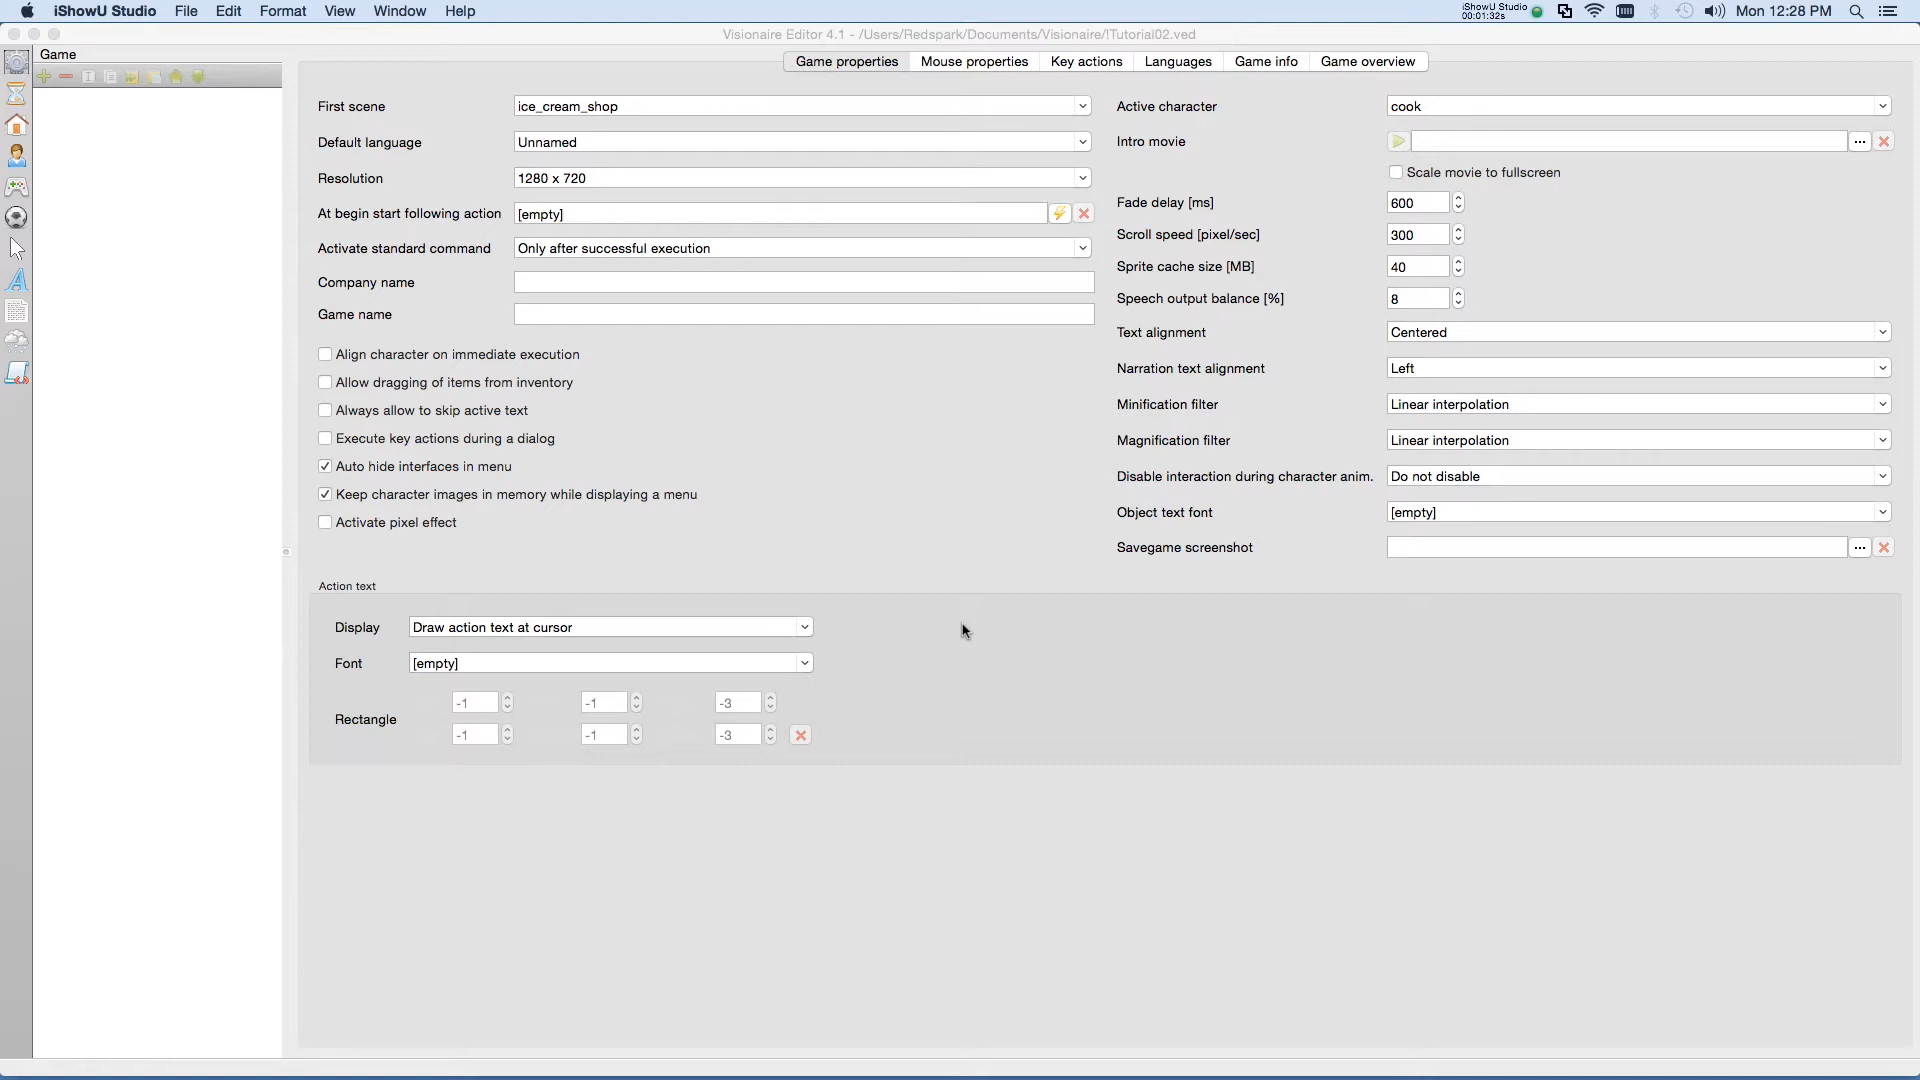 iShowU Studio File Edit Format View Window Help
iShowU Studio
00:01:32s
Mon 12:28 PM
Visionaire Editor 4.1 - /Users/Redspark/Documents/Visionaire/!Tutorial02.ved
Game
Game properties Mouse properties Key actions Languages Game info Game overview
First scene ice_cream_shop
Default language Unnamed
Resolution 1280 x 720
At begin start following action [empty]
Activate standard command Only after successful execution
Company name
Game name
Align character on immediate execution
Allow dragging of items from inventory
Always allow to skip active text
Execute key actions during a dialog
Auto hide interfaces in menu
Keep character images in memory while displaying a menu
Activate pixel effect
Active character cook
Intro movie ...
Scale movie to fullscreen
Fade delay [ms] 600
Scroll speed [pixel/sec] 300
Sprite cache size [MB] 40
Speech output balance [%] 8
Text alignment Centered
Narration text alignment Left
Minification filter Linear interpolation
Magnification filter Linear interpolation
Disable interaction during character anim. Do not disable
Object text font [empty]
Savegame screenshot ...
Action text
Display Draw action text at cursor
Font [empty]
Rectangle
-1 -1 -3
-1 -1 -3